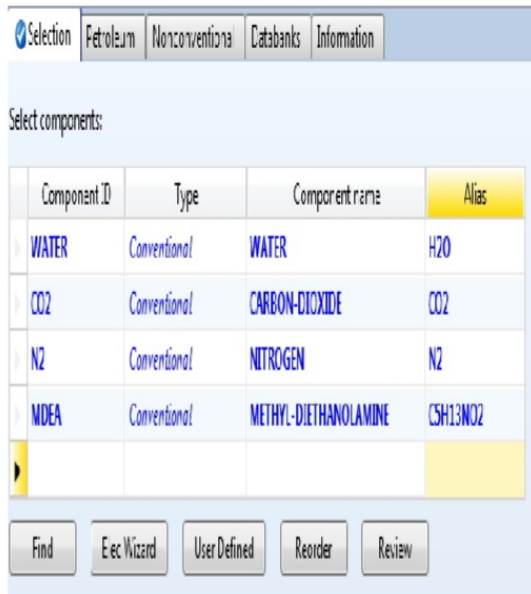 Selection Petroleum Nonconventional Databanks Information
Select components:
Component ID Type Component name Alias
WATER Conventional WATER H2O
CO2 Conventional CARBON-DIOXIDE CO2
N2 Conventional NITROGEN N2
MDEA Conventional METHYL-DIETHANOLAMINE C5H13NO2
Find Elec Wizard User Defined Reorder Review